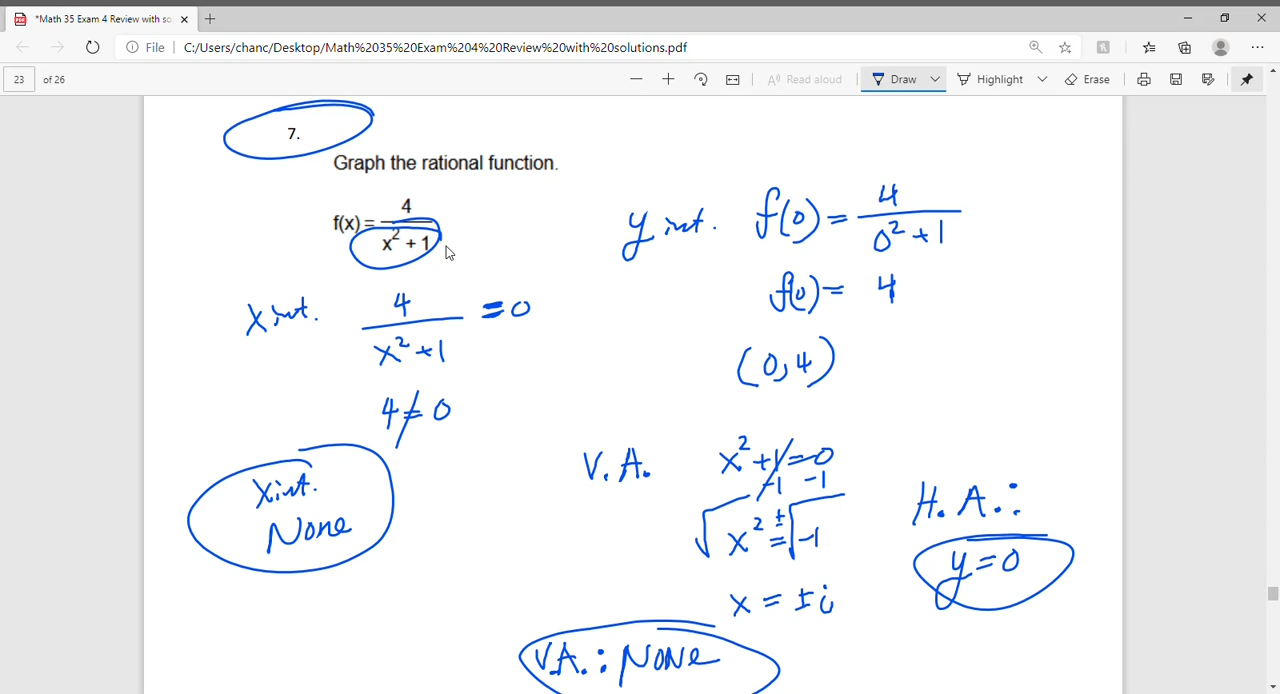 *Math 35 Exam 4 Review with so
File C:/Users/chanc/Desktop/Math%2035%20Exam%204%20Review%20with%20solutions.pdf
23 of 26 Read aloud Draw Highlight Erase
7.
Graph the rational function.
f(x) = 4 / x² + 1
y int. f(0) = 4 / 0² + 1
f(0) = 4
(0, 4)
x int. 4 / x² + 1 = 0
4 ≠ 0
x int.
None
V.A. x² + 1 = 0
-1 -1
√x² = ±√-1
x = ± i
V.A.: NONE
H.A.:
y = 0